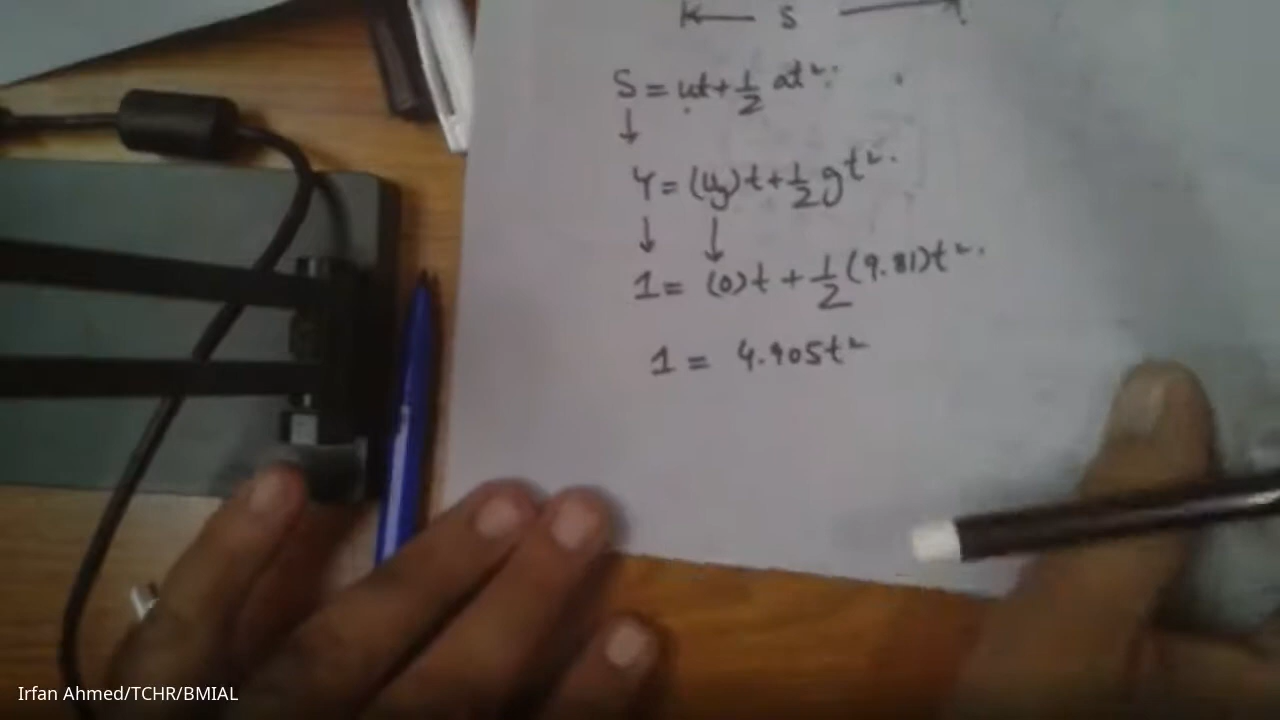 S
S = ut + 1/2 at².
↓
Y = (uy)t + 1/2 gt².
↓ ↓
1 = (0)t + 1/2 (9.81)t².
1 = 4.905t²
Irfan Ahmed/TCHR/BMIAL